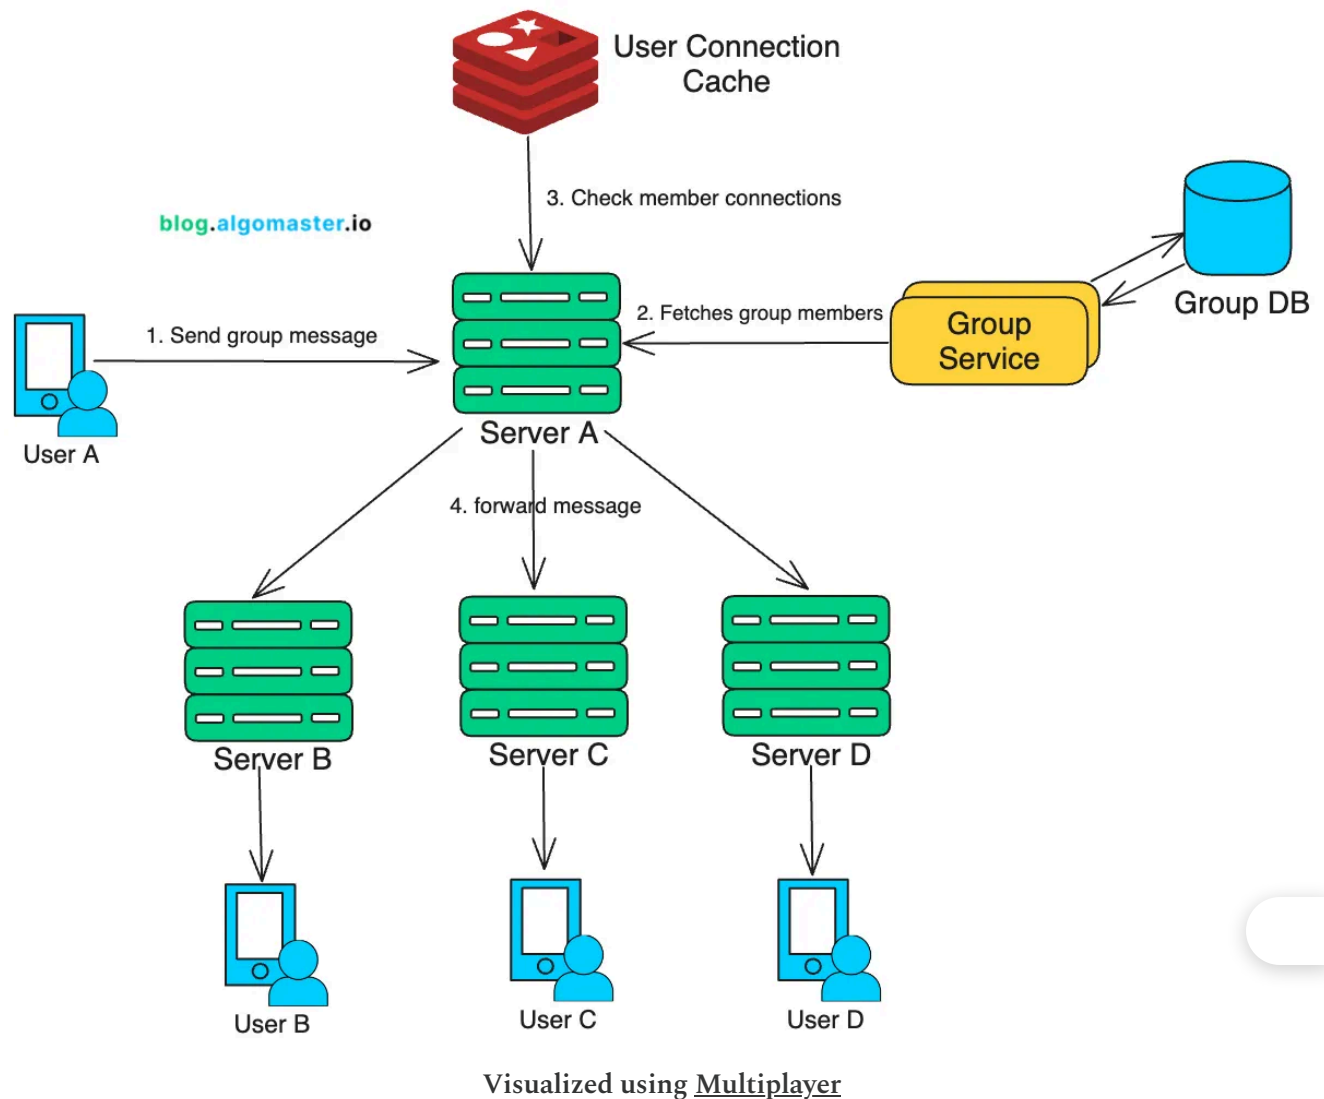 User Connection
Cache
3. Check member connections
blog.algomaster.io
Group DB
2. Fetches group members
Group
Service
1. Send group message
User A
Server A
4. forward message
Server B
Server C
Server D
User B
User C
User D
Visualized using Multiplayer